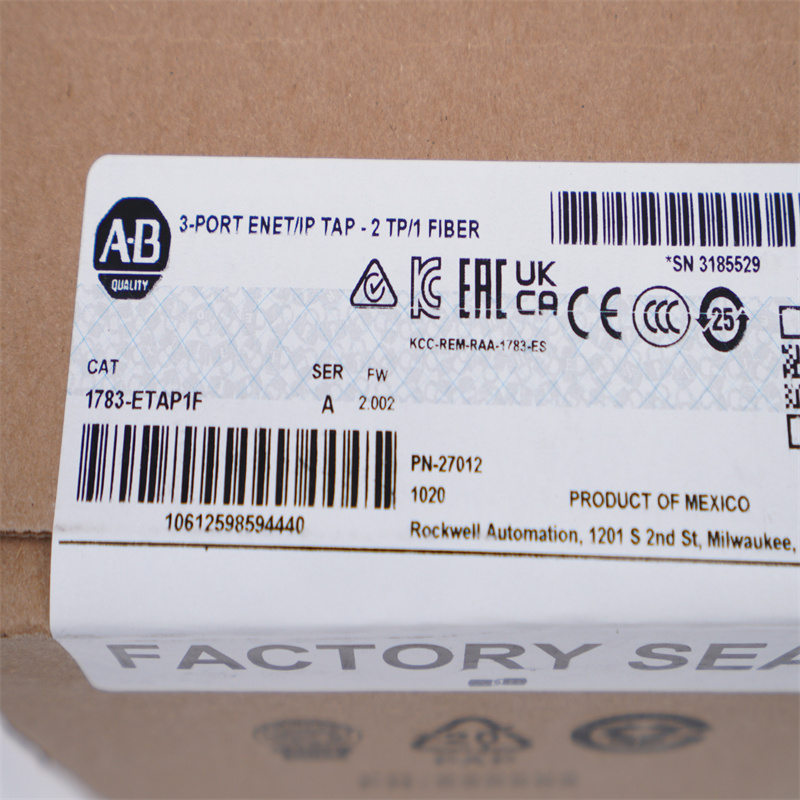 A-B
QUALITY
3-PORT ENET/IP TAP - 2 TP/1 FIBER
*SN 3185529
EAC
UK
CA
CE
25
KCC-REM-RAA-1783-ES
CAT
SER
FW
1783-ETAP1F
A
2.002
PN-27012
1020
PRODUCT OF MEXICO
10612598594440
Rockwell Automation, 1201 S 2nd St, Milwaukee,
FACTORY SEA